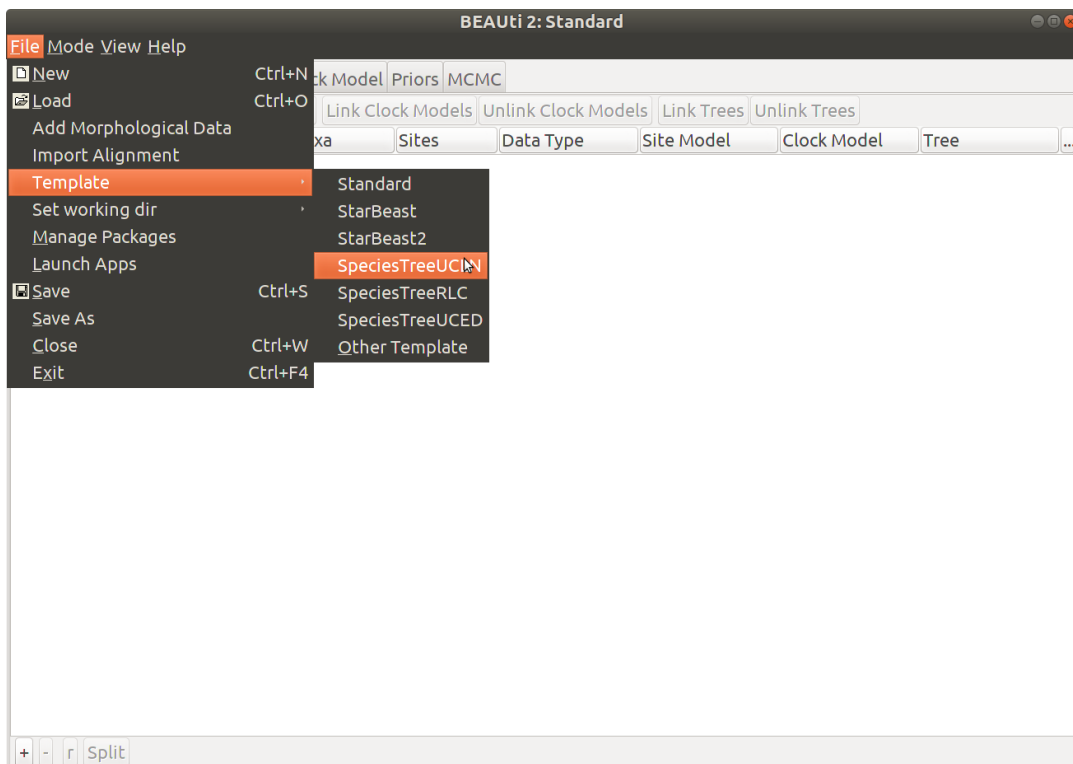 BEAUti 2: Standard
File Mode View Help
New Ctrl+N
ck Model Priors MCMC
Load Ctrl+O
Link Clock Models Unlink Clock Models Link Trees Unlink Trees
Add Morphological Data
xa Sites Data Type Site Model Clock Model Tree ...
Import Alignment
Template
Standard
Set working dir
StarBeast
Manage Packages
StarBeast2
Launch Apps
Save Ctrl+S
SpeciesTreeRLC
Save As
SpeciesTreeUCED
Close Ctrl+W
Other Template
Exit Ctrl+F4
+ - r Split